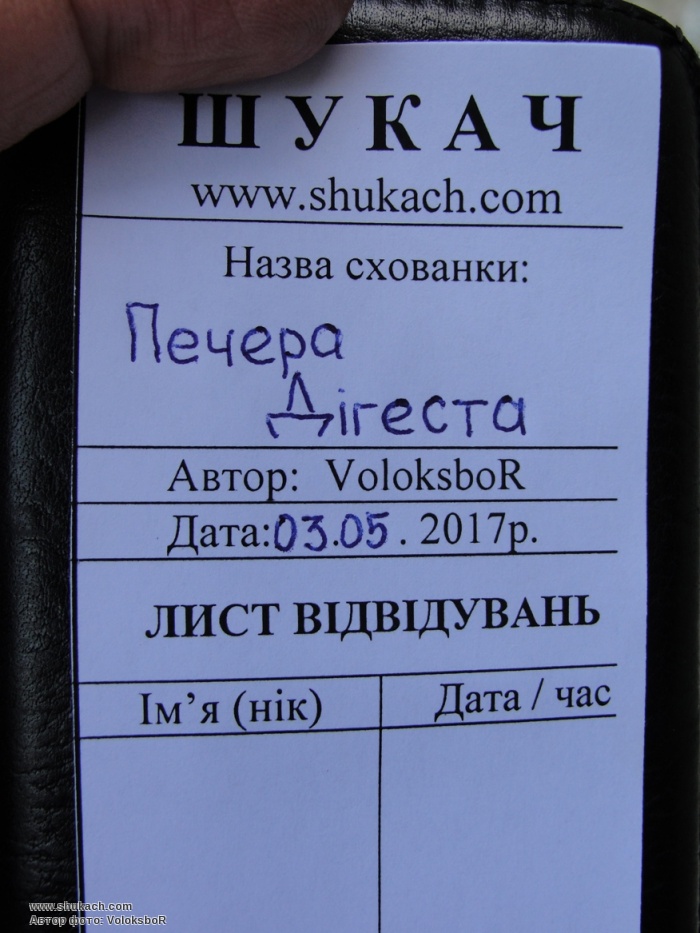 ШУКАЧ
www.shukach.com
Назва схованки:
Печера
Дігеста
Автор: VoloksboR
Дата:03.05.2017р.
ЛИСТ ВІДВІДУВАНЬ
Ім’я (нік) Дата / час
www.shukach.com
Автор фото: VoloksboR